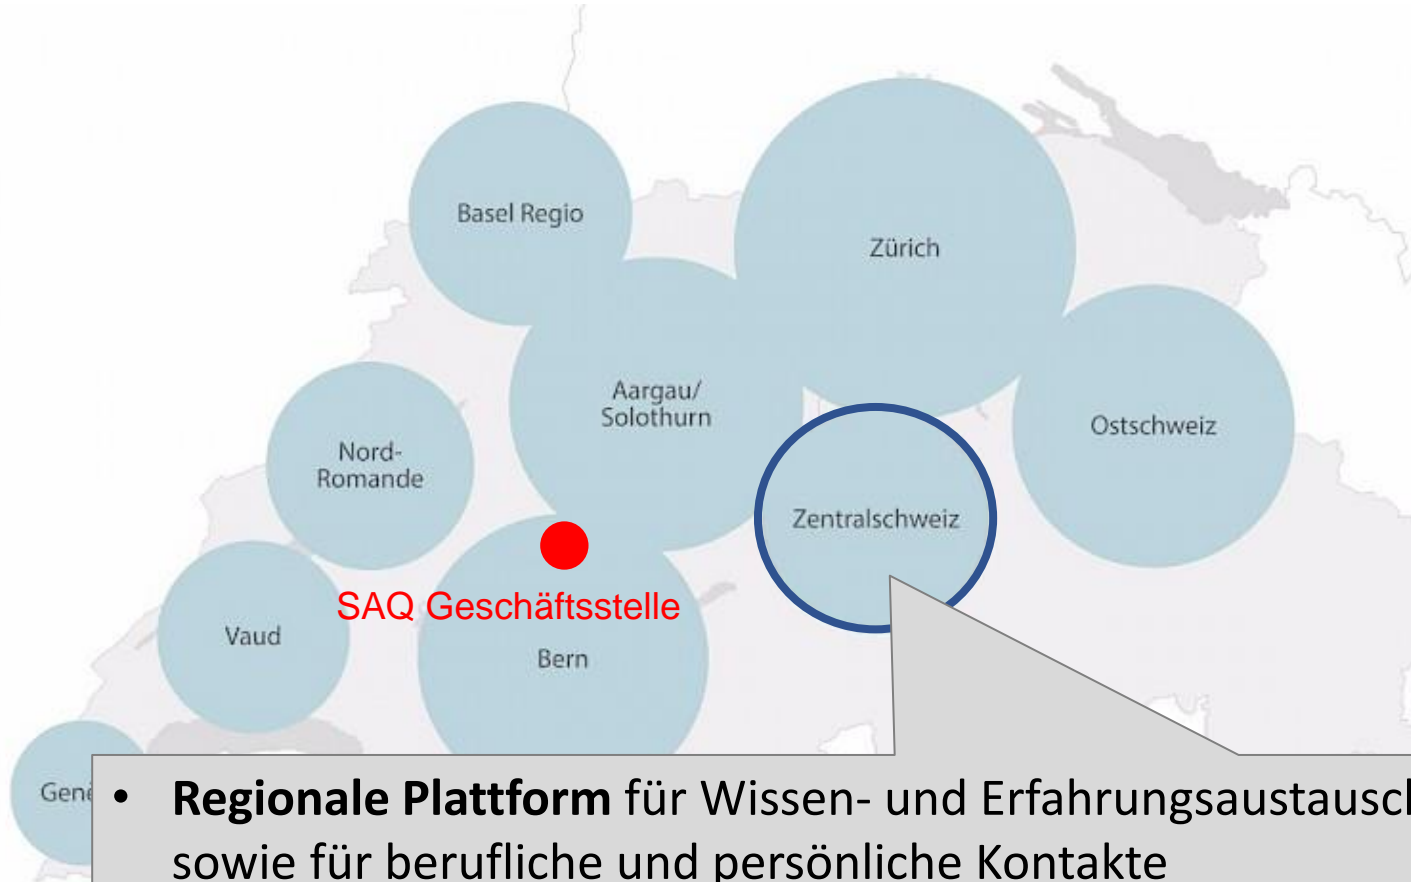 Basel Regio
Zürich
Aargau/
Solothurn
Ostschweiz
Nord-
Romande
Zentralschweiz
SAQ Geschäftsstelle
Vaud
Bern
• Regionale Plattform für Wissen- und Erfahrungsaustausch
sowie für berufliche und persönliche Kontakte